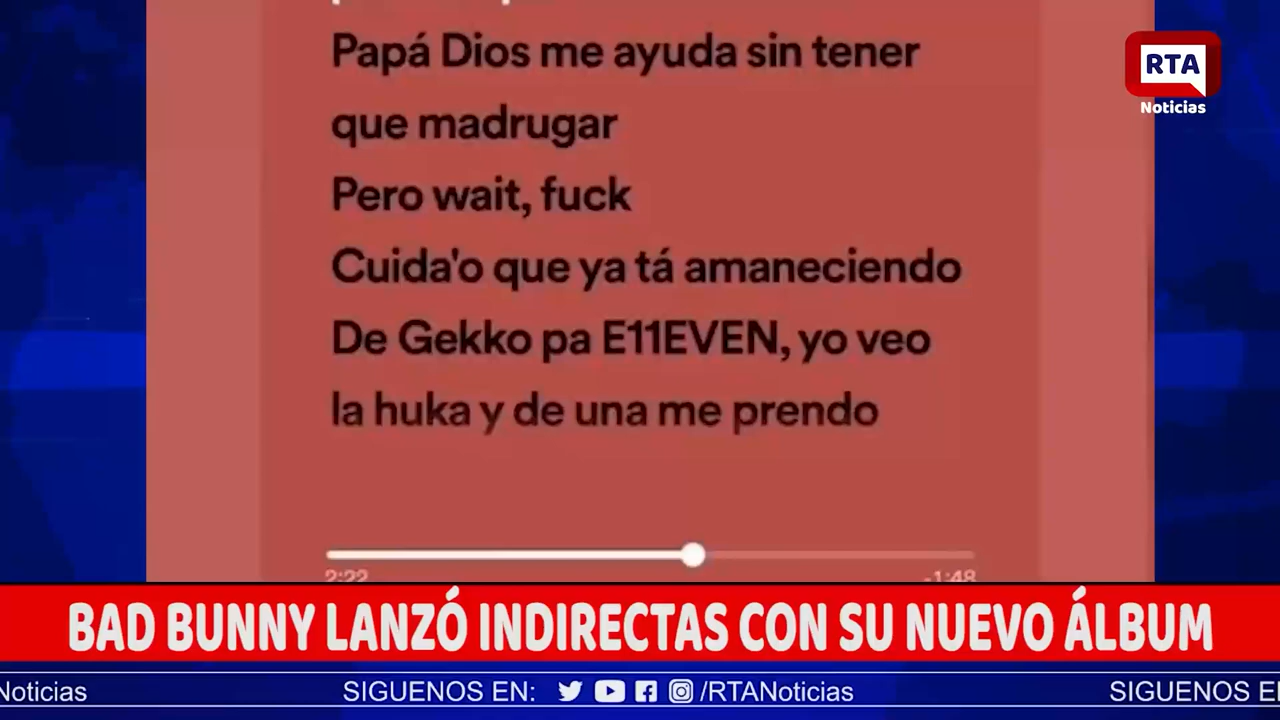 Papá Dios me ayuda sin tener
que madrugar
Pero wait, fuck
Cuida'o que ya tá amaneciendo
De Gekko pa E11EVEN, yo veo
la huka y de una me prendo
2:22
-1:48
RTA
Noticias
BAD BUNNY LANZÓ INDIRECTAS CON SU NUEVO ÁLBUM
Noticias SIGUENOS EN: /RTANoticias SIGUENOS E